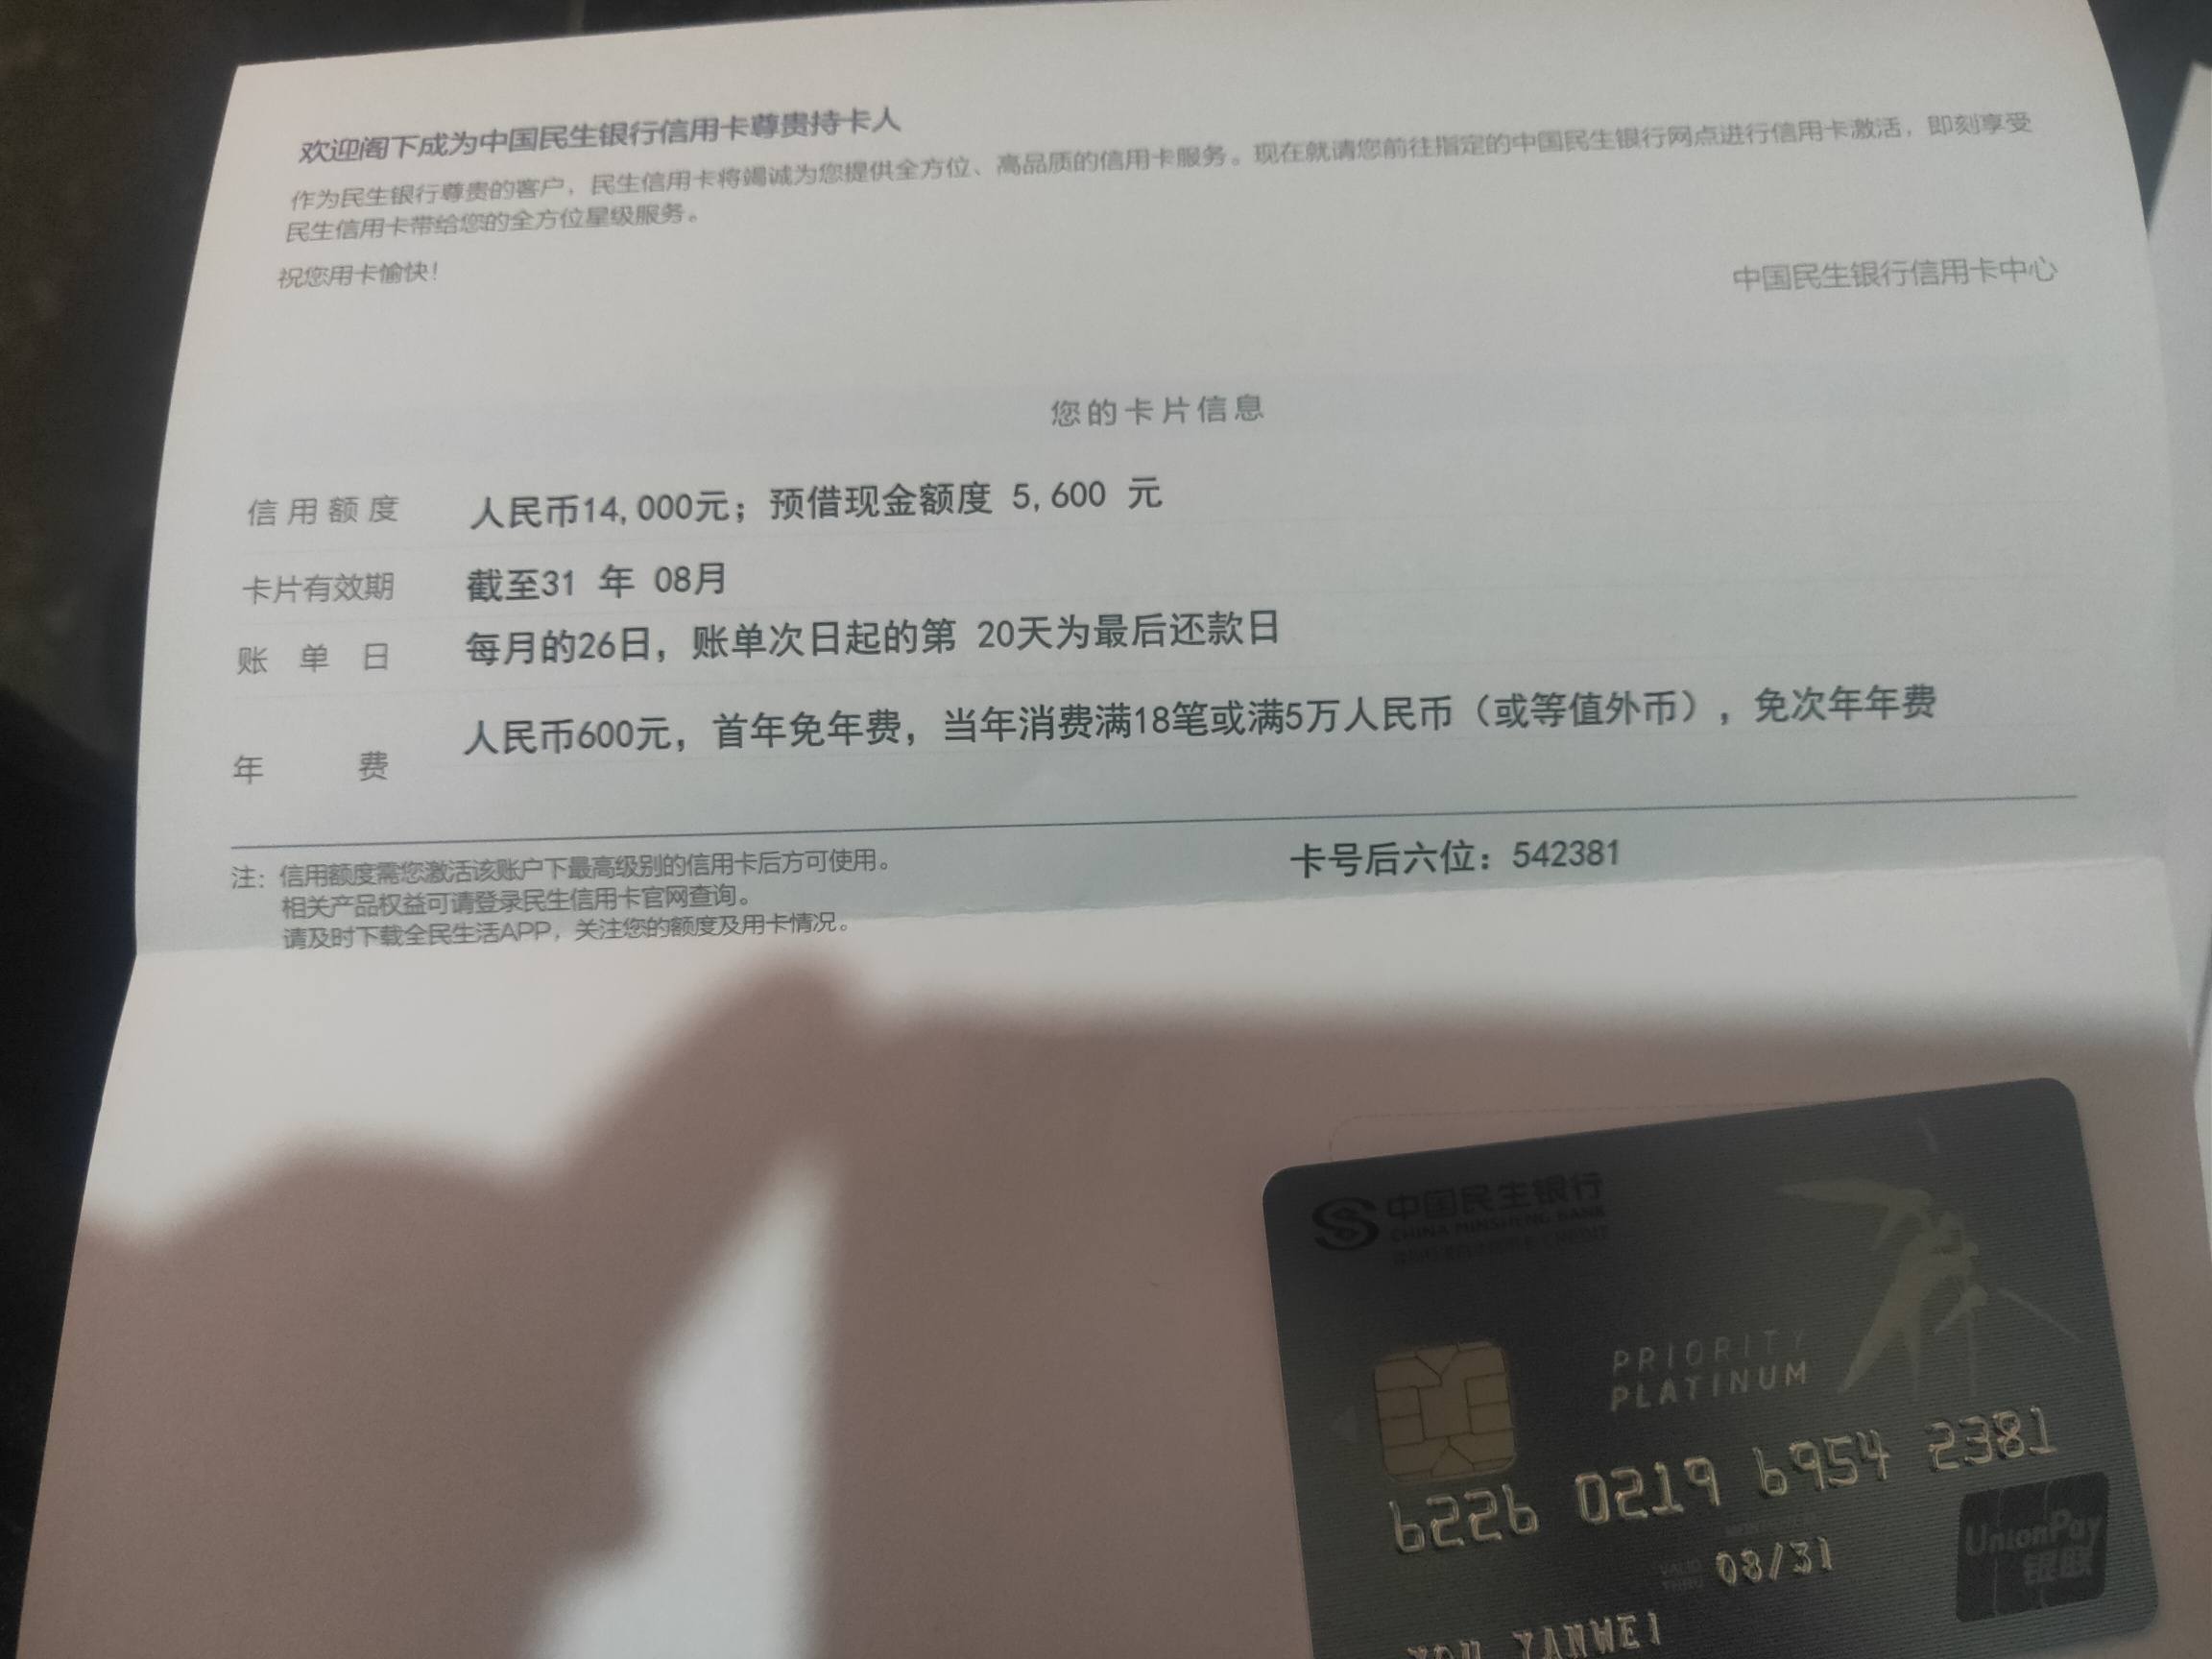 欢迎阁下成为中国民生银行信用卡尊贵持卡人
作为民生银行尊贵的客户，民生信用卡将竭诚为您提供全方位、高品质的信用卡服务。现在就请您前往指定的中国民生银行网点进行信用卡激活，即刻享受
民生信用卡带给您的全方位星级服务。
祝您用卡愉快！
中国民生银行信用卡中心
您的卡片信息
信用额度 人民币14,000元；预借现金额度 5,600 元
卡片有效期 截至31 年 08月
账单日 每月的26日，账单次日起的第 20天为最后还款日
年费 人民币600元，首年免年费，当年消费满18笔或满5万人民币（或等值外币），免次年年费
注：信用额度需您激活该账户下最高级别的信用卡后方可使用。
相关产品权益可请登录民生信用卡官网查询。
请及时下载全民生活APP，关注您的额度及用卡情况。
卡号后六位：542381
中国民生银行
CHINA MINSHENG BANK
PRIORITY
PLATINUM
6226 0219 6954 2381
VALID
THRU 08/31
UnionPay
银联
YANWEI